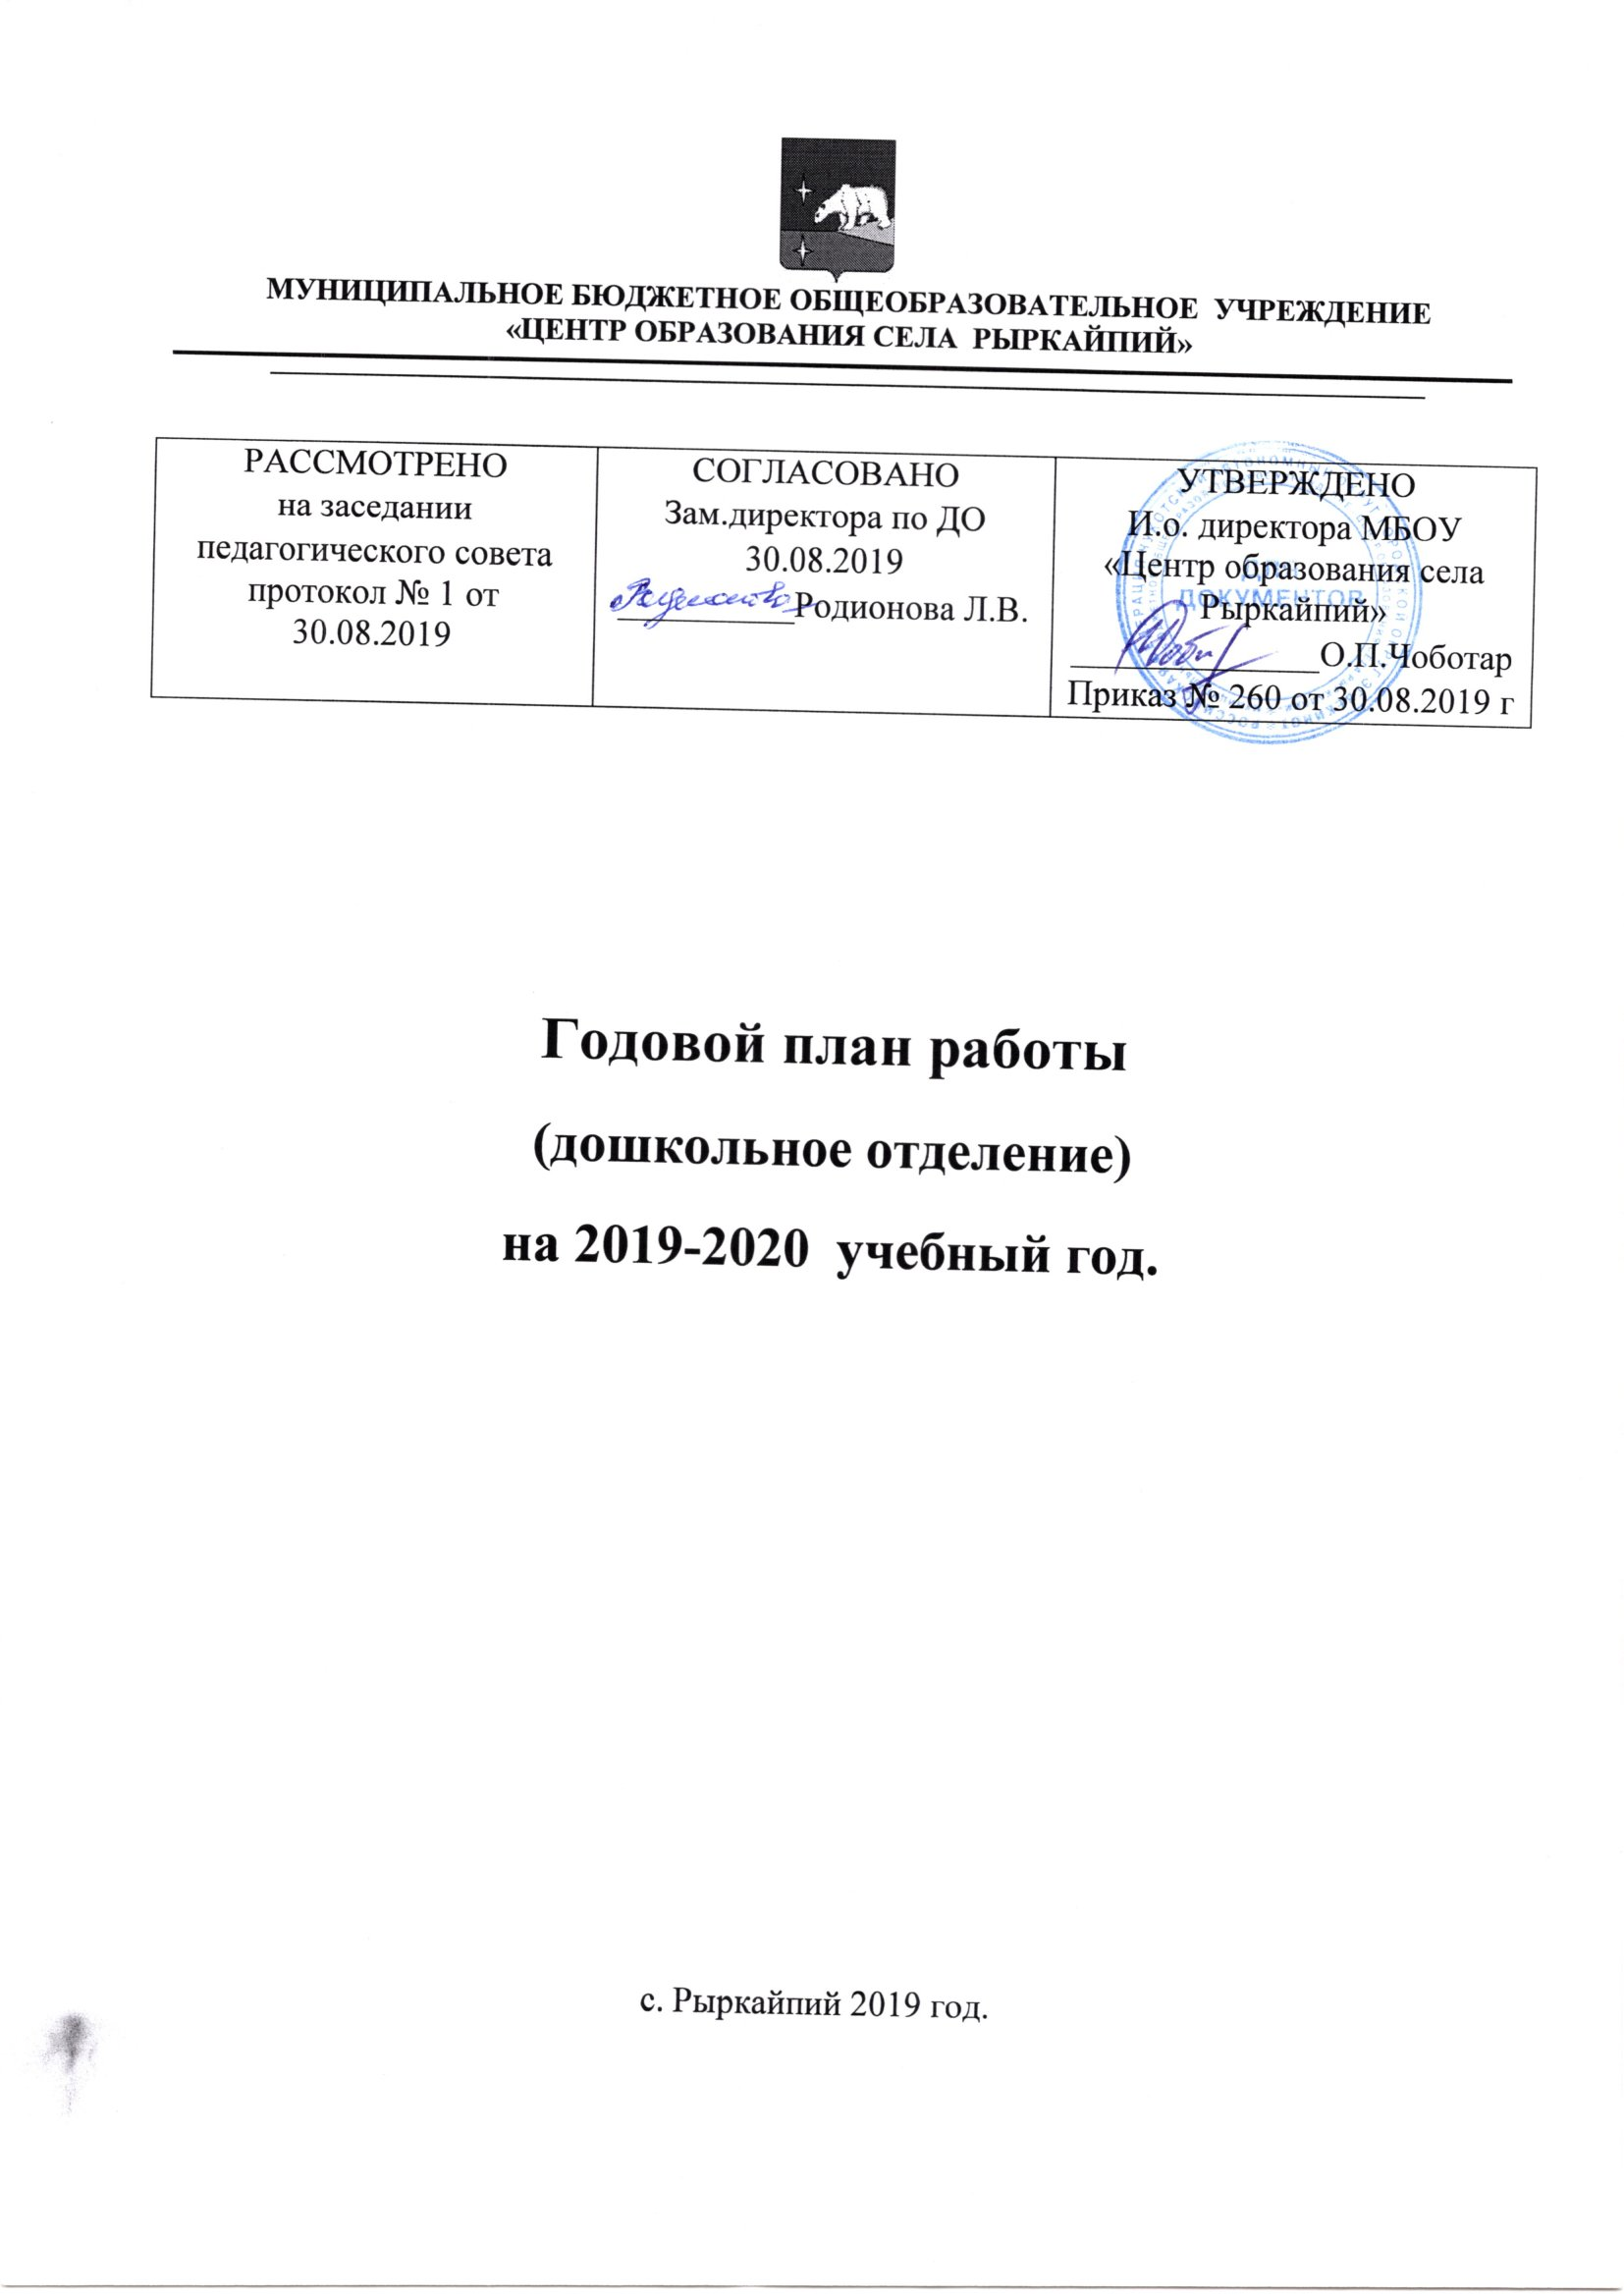 МУНИЦИПАЛЬНОЕ БЮДЖЕТНОЕ ОБЩЕОБРАЗОВАТЕЛЬНОЕ УЧРЕЖДЕНИЕ
«ЦЕНТР ОБРАЗОВАНИЯ СЕЛА РЫРКАЙПИЙ»
РАССМОТРЕНО
на заседании
педагогического совета
протокол № 1 от
30.08.2019
СОГЛАСОВАНО
Зам.директора по ДО
30.08.2019
Родионова Л.В.
УТВЕРЖДЕНО
И.о. директора МБОУ
«Центр образования села
Рыркайпий»
О.П.Чоботар
Приказ № 260 от 30.08.2019 г
ДЛЯ
ДОКУМЕНТОВ
Годовой план работы
(дошкольное отделение)
на 2019-2020 учебный год.
с. Рыркайпий 2019 год.